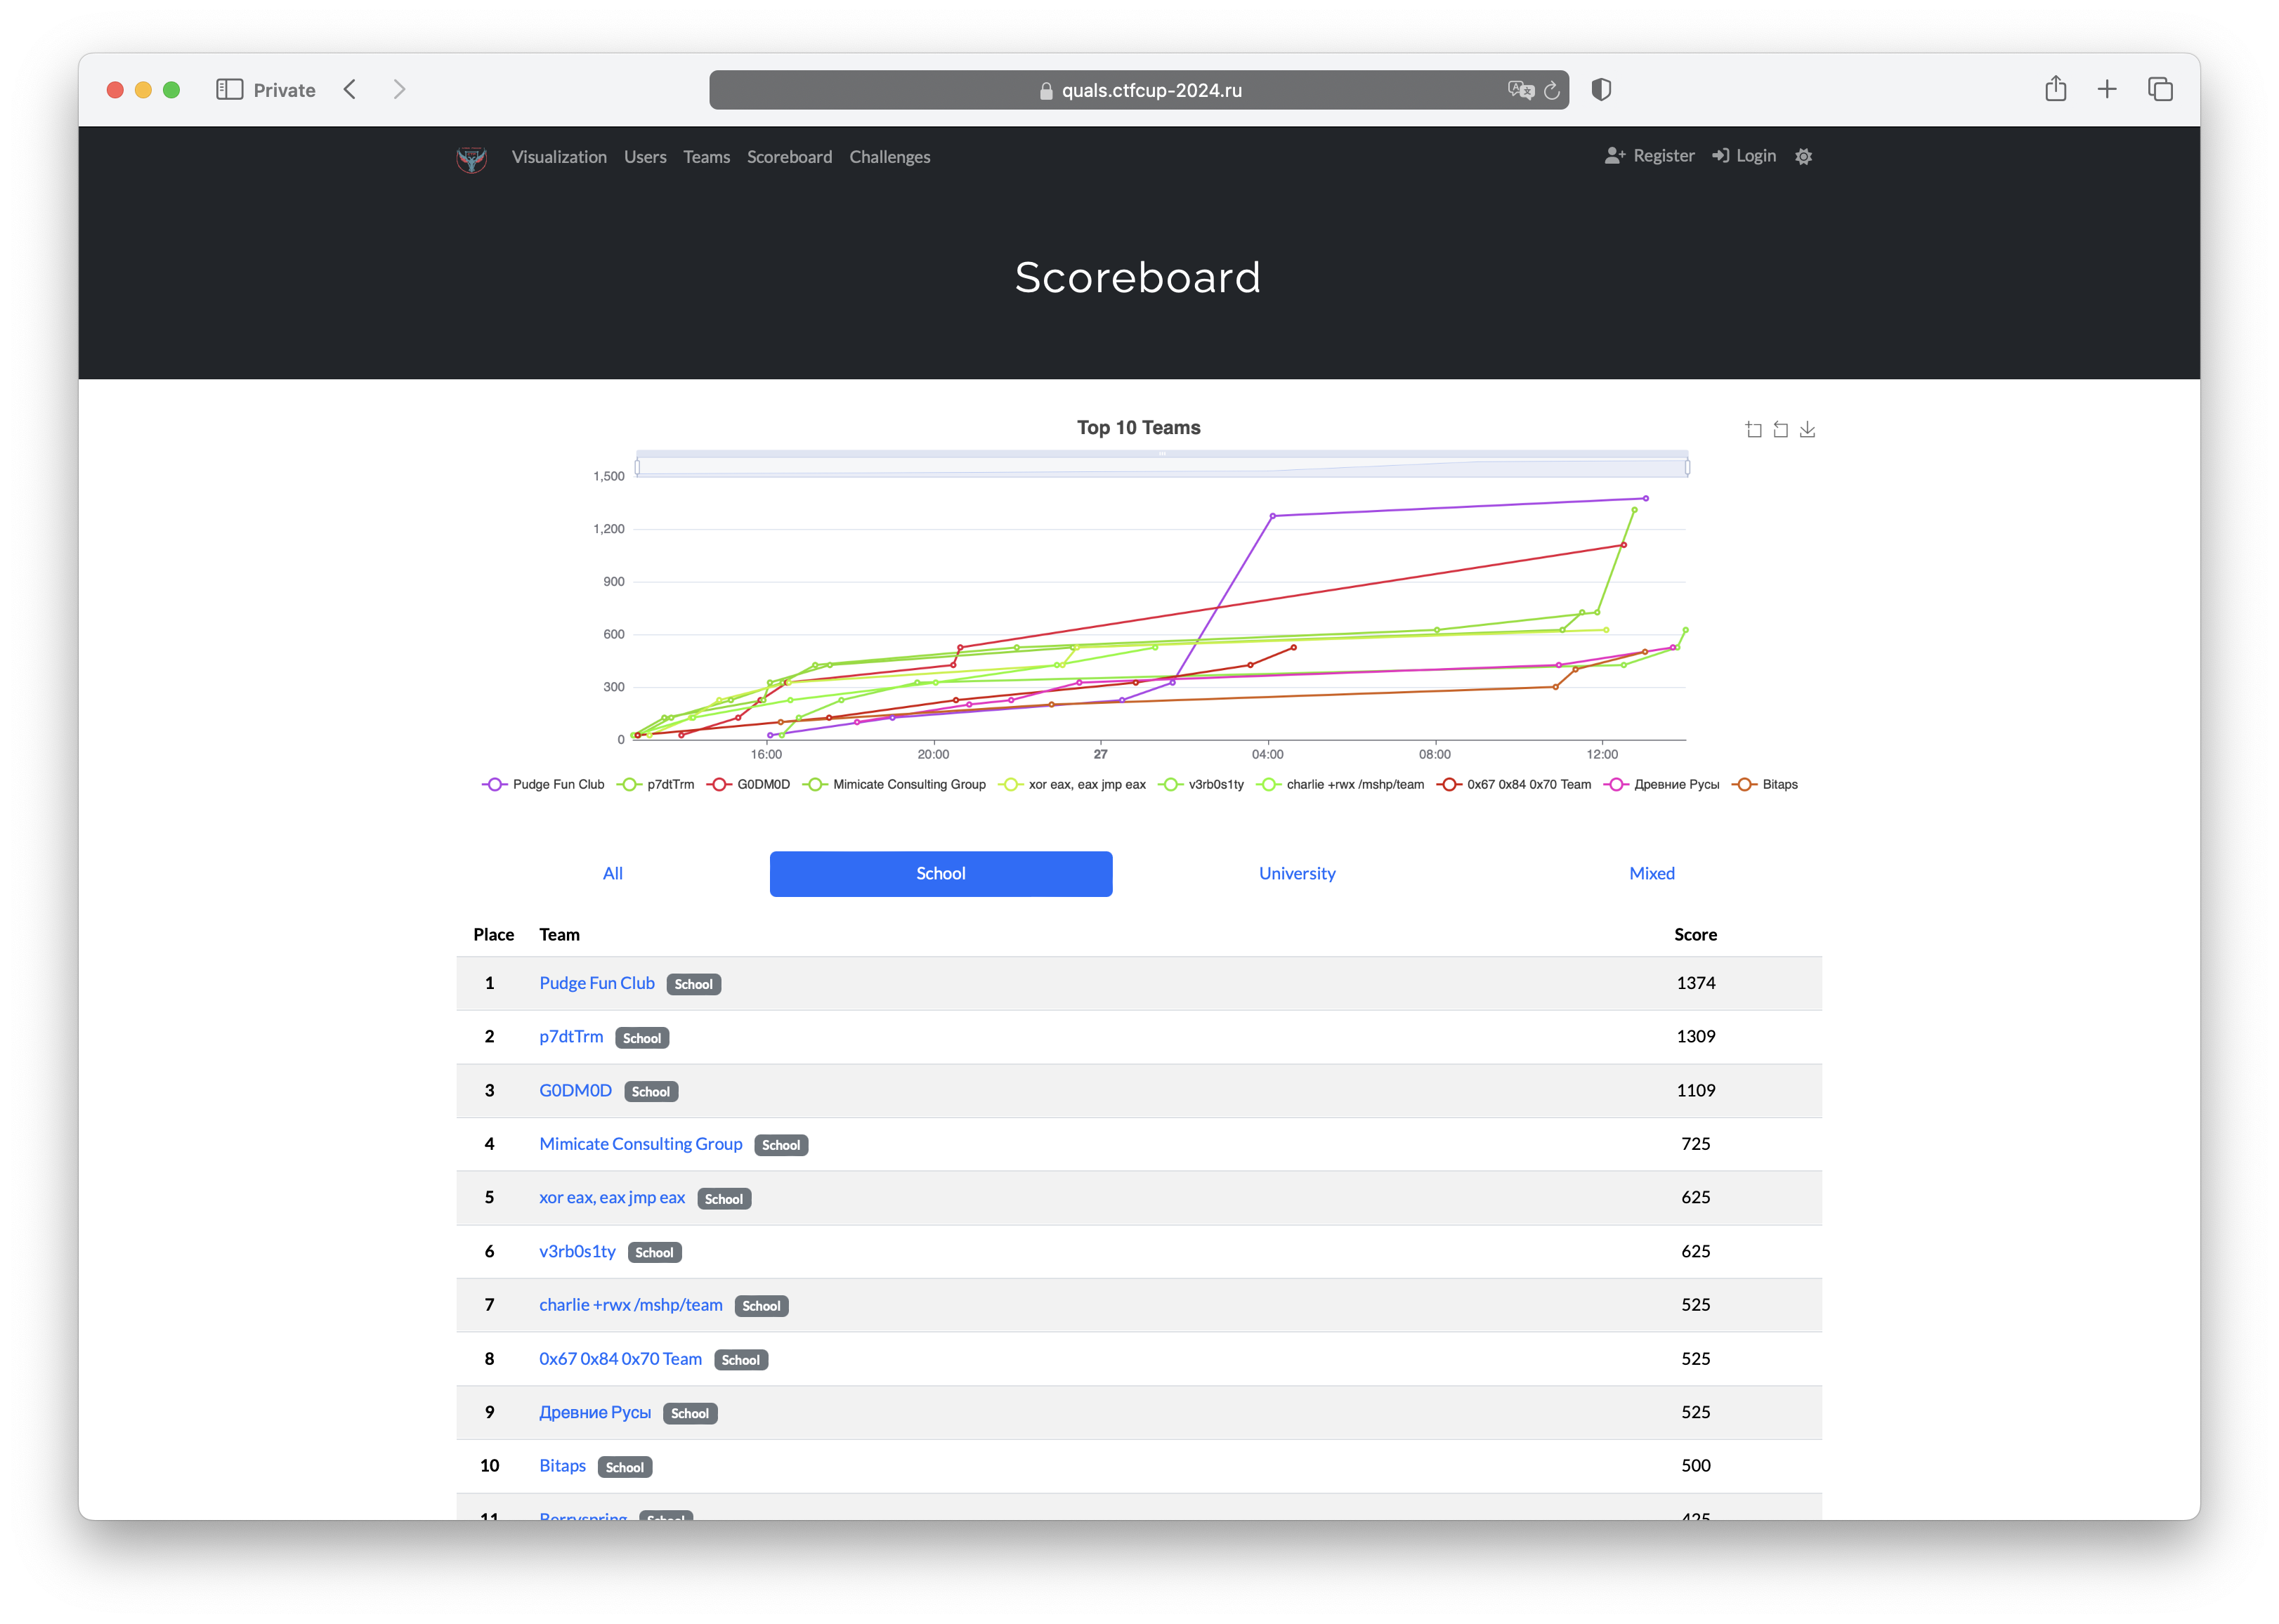 Private
quals.ctfcup-2024.ru
Visualization Users Teams Scoreboard Challenges Register Login
Scoreboard
Top 10 Teams
1,500
1,200
900
600
300
0
16:00 20:00 27 04:00 08:00 12:00
Pudge Fun Club p7dtTrm G0DM0D Mimicate Consulting Group xor eax, eax jmp eax v3rb0s1ty charlie +rwx /mshp/team 0x67 0x84 0x70 Team Древние Русы Bitaps
All School University Mixed
Place Team Score
1 Pudge Fun Club School 1374
2 p7dtTrm School 1309
3 G0DM0D School 1109
4 Mimicate Consulting Group School 725
5 xor eax, eax jmp eax School 625
6 v3rb0s1ty School 625
7 charlie +rwx /mshp/team School 525
8 0x67 0x84 0x70 Team School 525
9 Древние Русы School 525
10 Bitaps School 500
11 Berryspring School 425